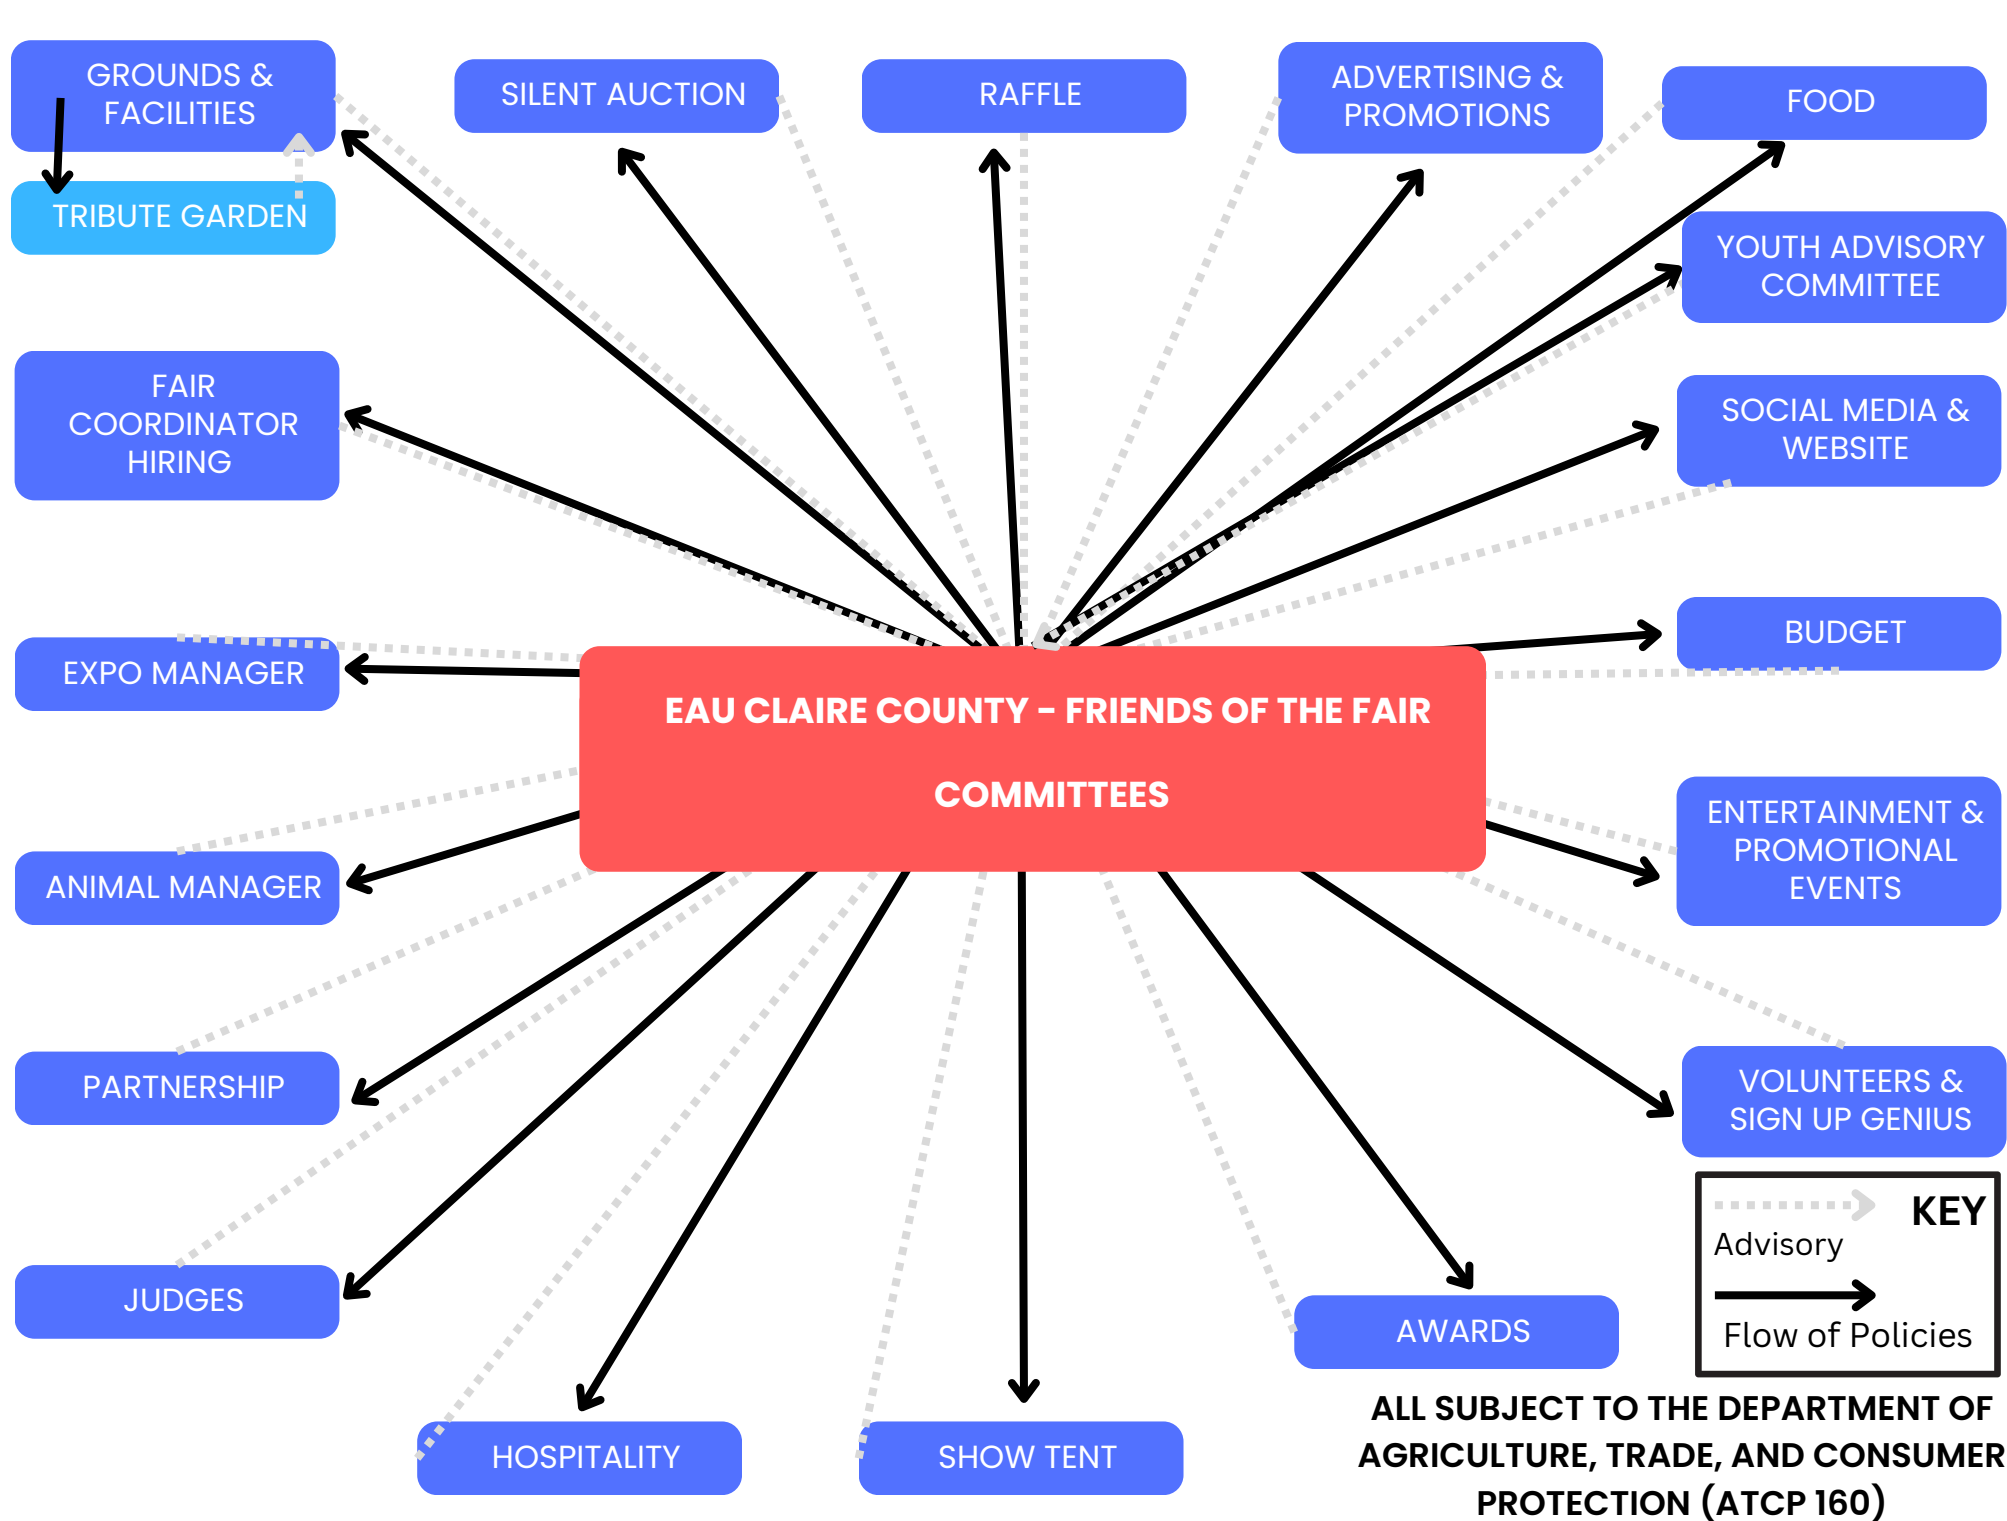 GROUNDS &
FACILITIES
SILENT AUCTION
RAFFLE
ADVERTISING &
PROMOTIONS
FOOD
TRIBUTE GARDEN
YOUTH ADVISORY
COMMITTEE
FAIR
COORDINATOR
HIRING
SOCIAL MEDIA &
WEBSITE
EXPO MANAGER
BUDGET
EAU CLAIRE COUNTY - FRIENDS OF THE FAIR
COMMITTEES
ANIMAL MANAGER
ENTERTAINMENT &
PROMOTIONAL
EVENTS
PARTNERSHIP
VOLUNTEERS &
SIGN UP GENIUS
JUDGES
AWARDS
HOSPITALITY
SHOW TENT
KEY
Advisory
Flow of Policies
ALL SUBJECT TO THE DEPARTMENT OF
AGRICULTURE, TRADE, AND CONSUMER
PROTECTION (ATCP 160)